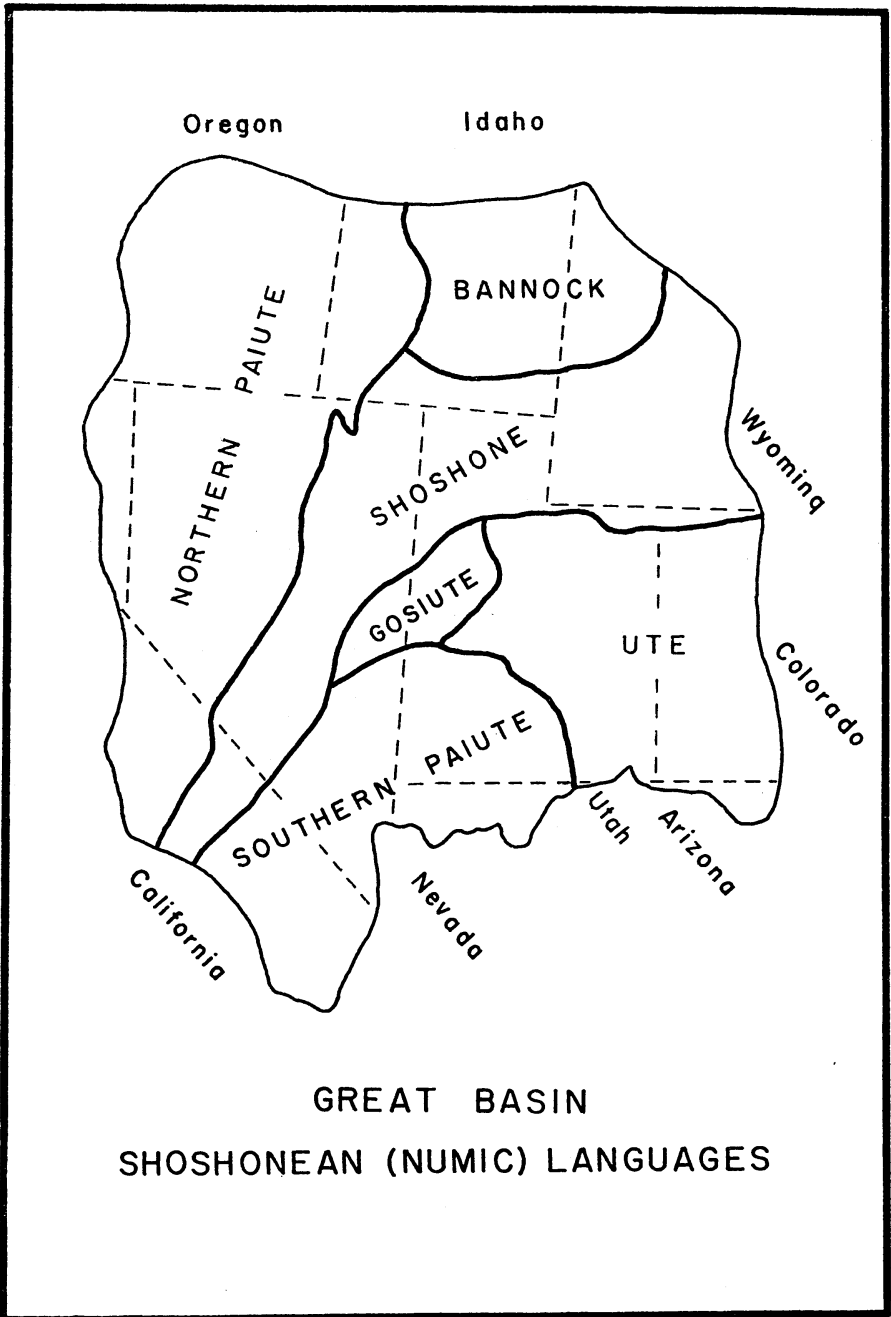 Oregon
Idaho
BANNOCK
NORTHERN PAIUTE
Wyoming
SHOSHONE
GOSIUTE
UTE
Colorado
SOUTHERN PAIUTE
Utah
Arizona
California
Nevada
GREAT BASIN
SHOSHONEAN (NUMIC) LANGUAGES